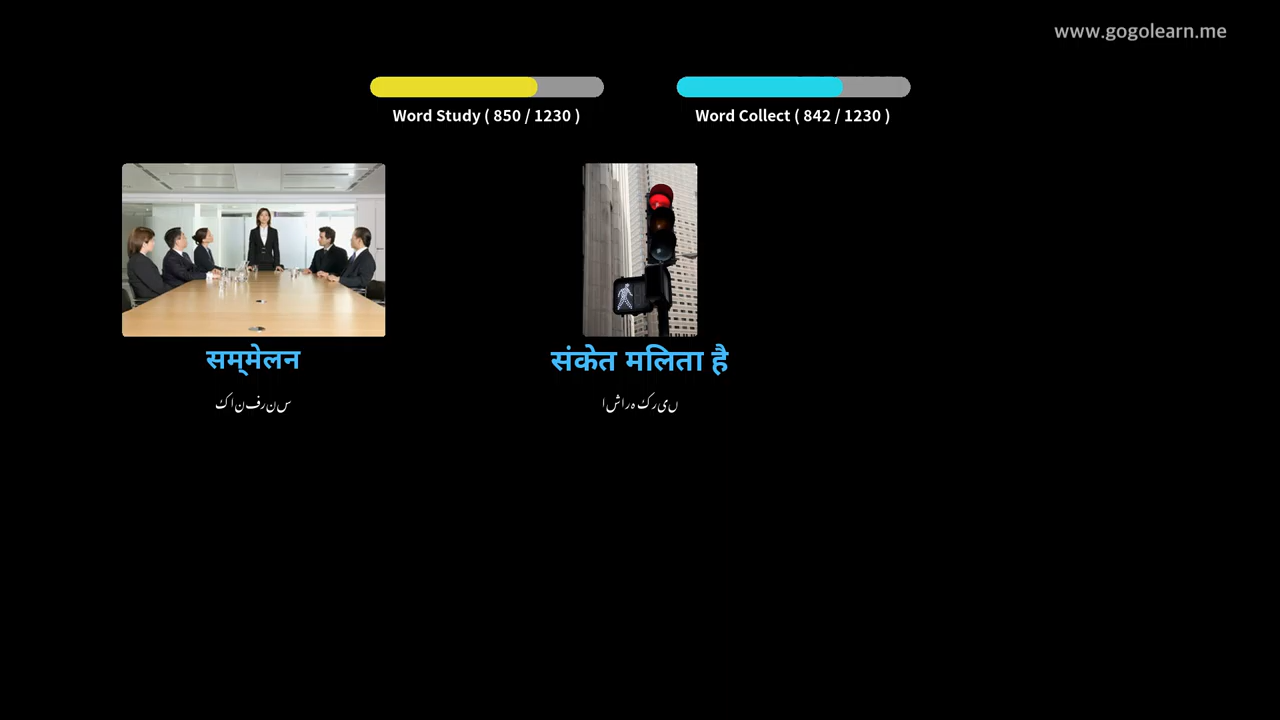 www.gogolearn.me
Word Study ( 850 / 1230 )
Word Collect ( 842 / 1230 )
सम्मेलन
संकेत मलिता है
کانفرنس
اشارہ کریں